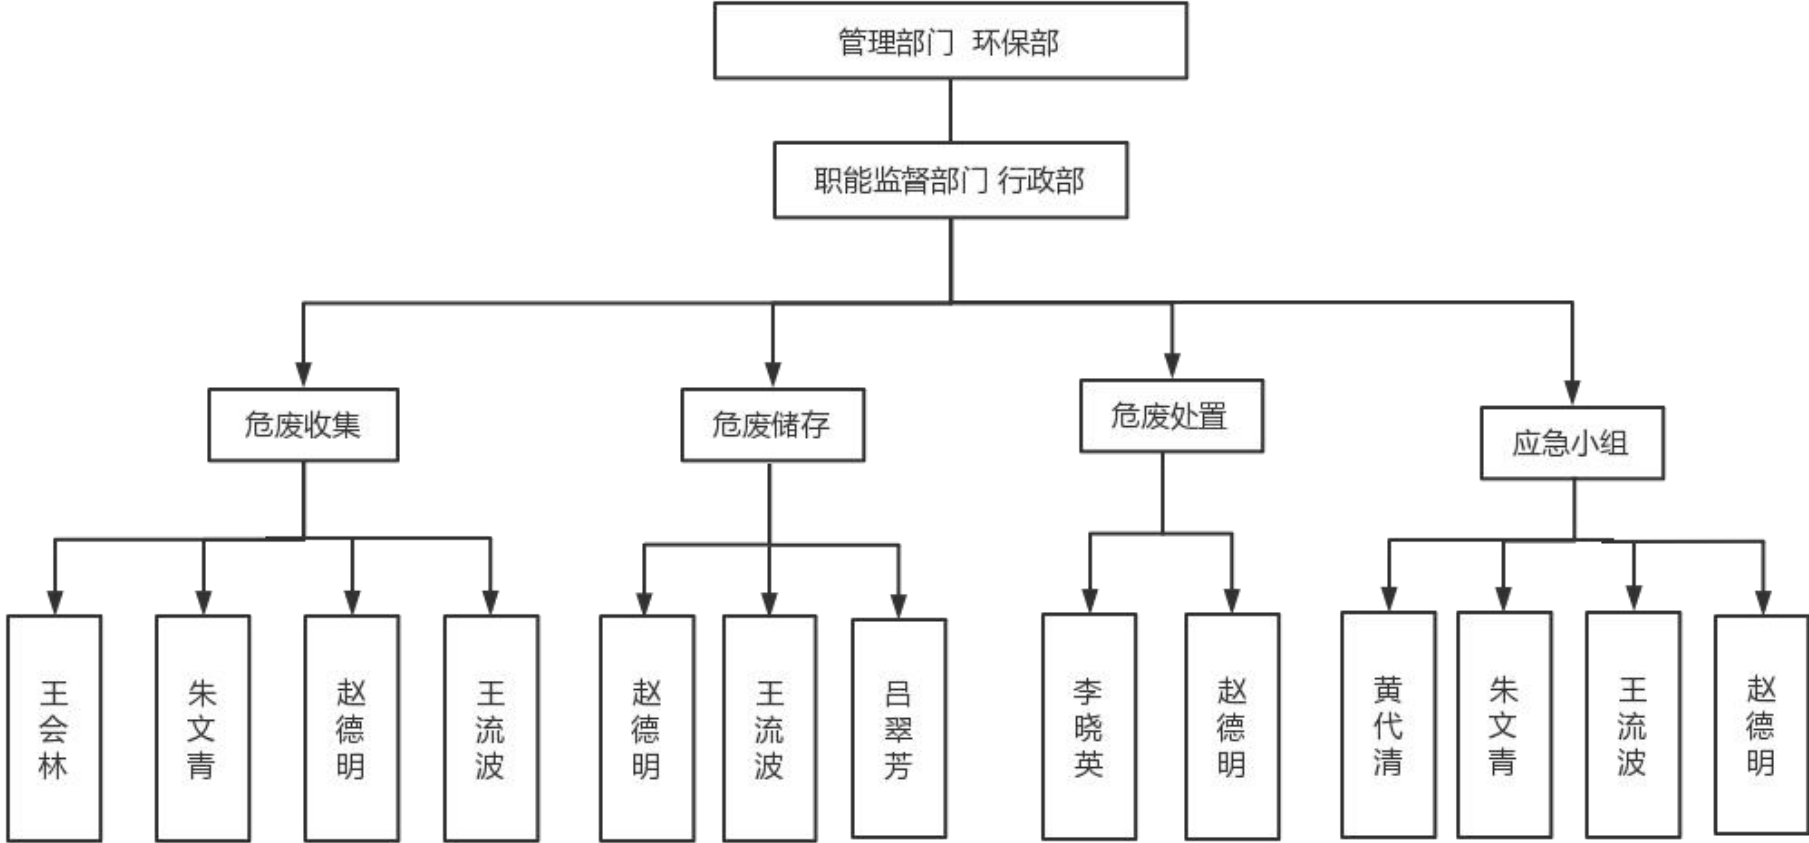 管理部门 环保部
职能监督部门 行政部
危废收集
危废储存
危废处置
应急小组
王会林
朱文青
赵德明
王流波
赵德明
王流波
吕翠芳
李晓英
赵德明
黄代清
朱文青
王流波
赵德明